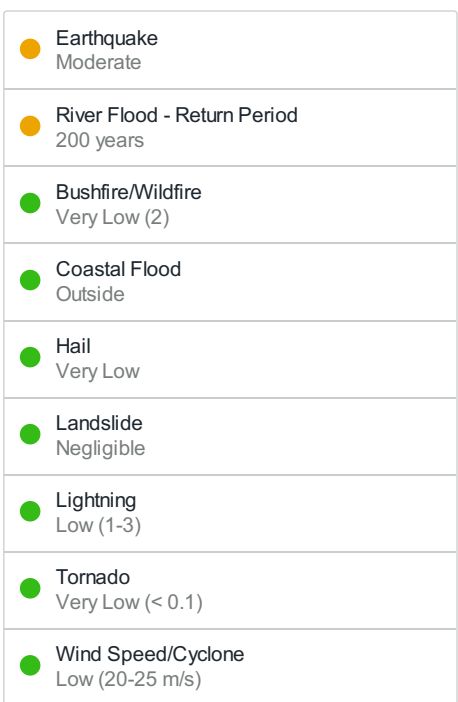 Earthquake
Moderate
River Flood - Return Period
200 years
Bushfire/Wildfire
Very Low (2)
Coastal Flood
Outside
Hail
Very Low
Landslide
Negligible
Lightning
Low (1-3)
Tornado
Very Low (< 0.1)
Wind Speed/Cyclone
Low (20-25 m/s)